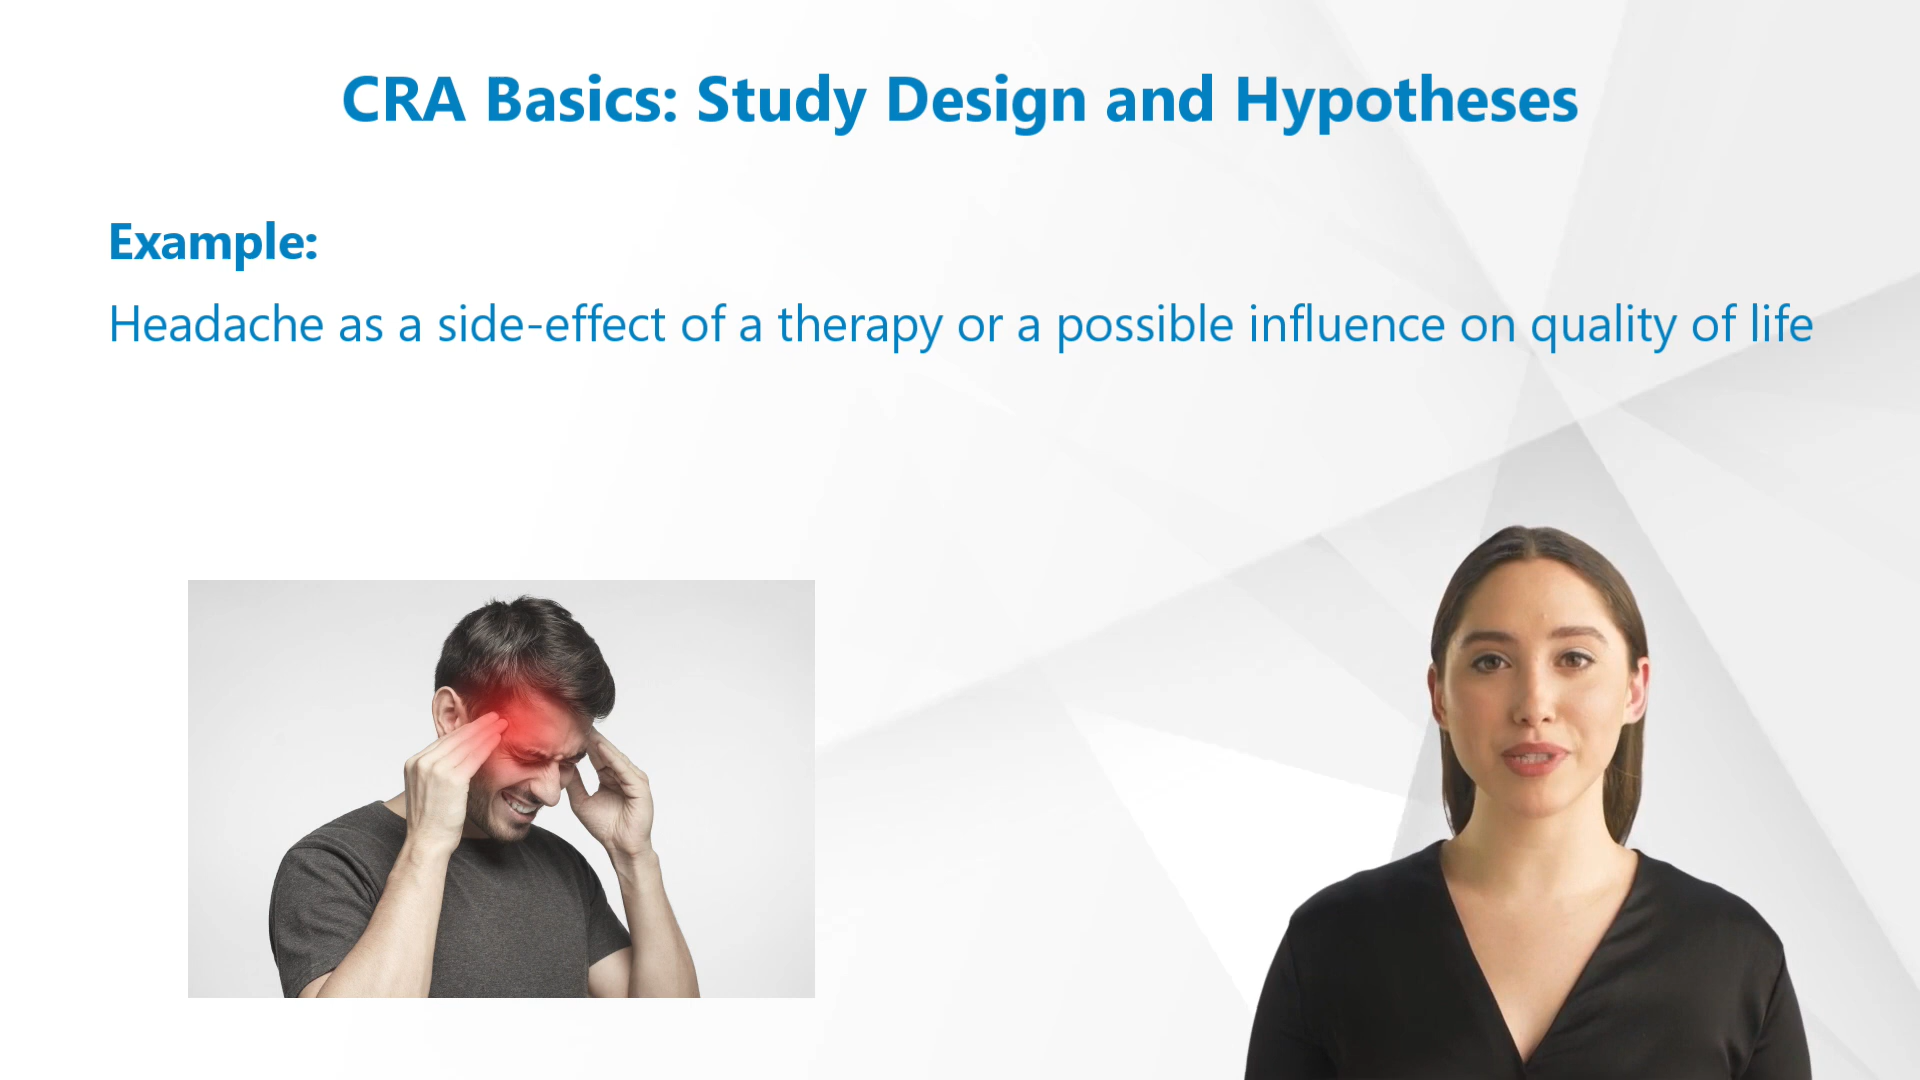 CRA Basics: Study Design and Hypotheses
Example:
Headache as a side-effect of a therapy or a possible influence on quality of life